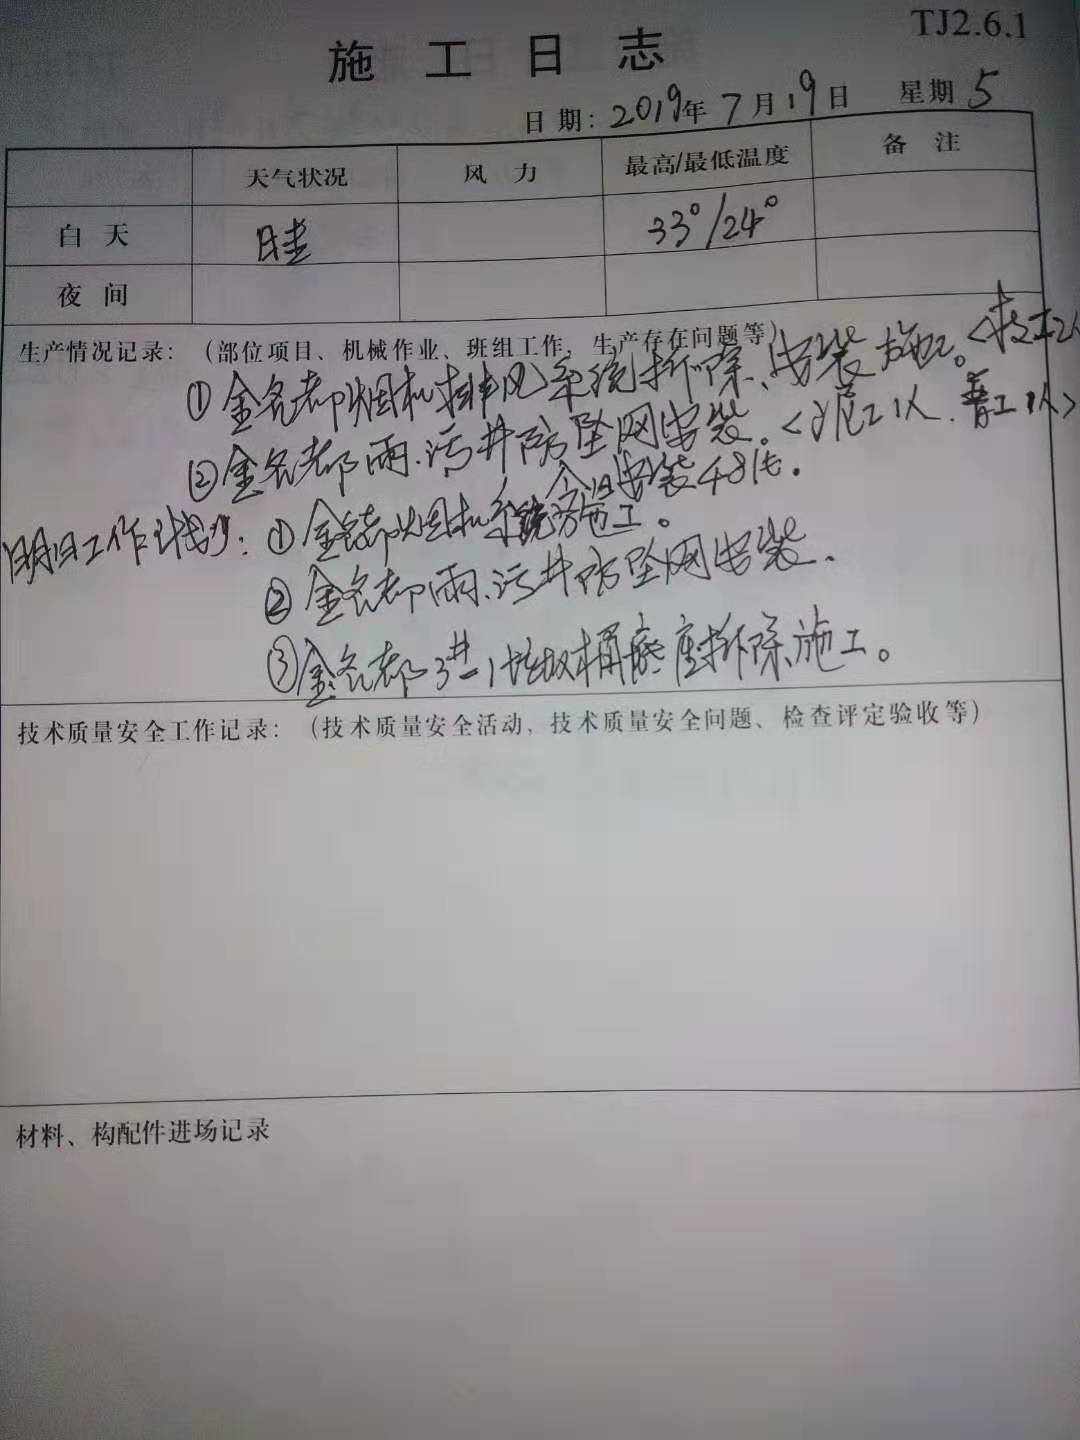 TJ2.6.1
施工日志
日期：2019年7月19日 星期5
天气状况 风力 最高/最低温度 备注
白天 晴 33°/24°
夜间
生产情况记录：（部位项目、机械作业、班组工作，生产存在问题等）
①金名都烟机排风系统拆除、安装施工。<技工2人
②金名都雨.污井防坠网安装。<泥工1人.普工1人>
今日安装48套.
明日工作计划：①金名都烟机系统施工。
②金名都雨.污井防坠网安装.
③金名都3#-1垃圾桶底座拆除施工。
技术质量安全工作记录：（技术质量安全活动，技术质量安全问题、检查评定验收等）
材料、构配件进场记录